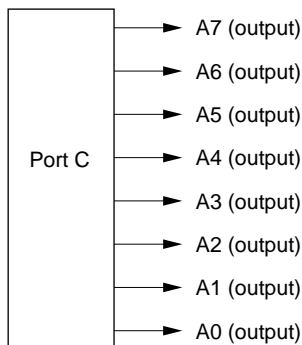 A7 (output)
A6 (output)
A5 (output)
Port C
A4 (output)
A3 (output)
A2 (output)
A1 (output)
A0 (output)